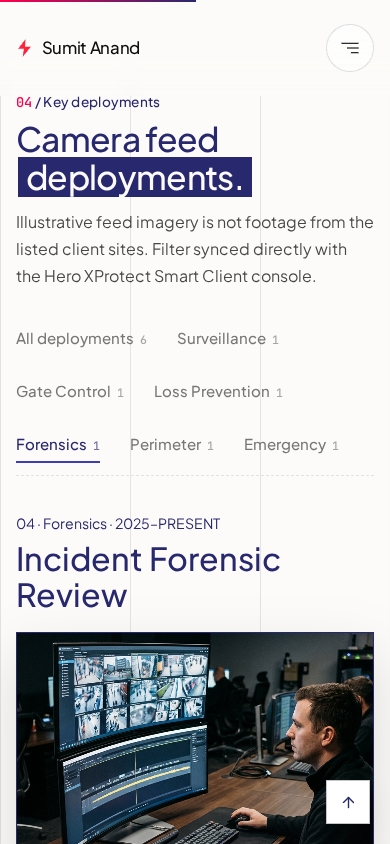 Sumit Anand
04 / Key deployments
Camera feed
deployments.
Illustrative feed imagery is not footage from the
listed client sites. Filter synced directly with
the Hero XProtect Smart Client console.
All deployments 6 Surveillance 1
Gate Control 1 Loss Prevention 1
Forensics 1 Perimeter 1 Emergency 1
04 · Forensics · 2025–PRESENT
Incident Forensic
Review